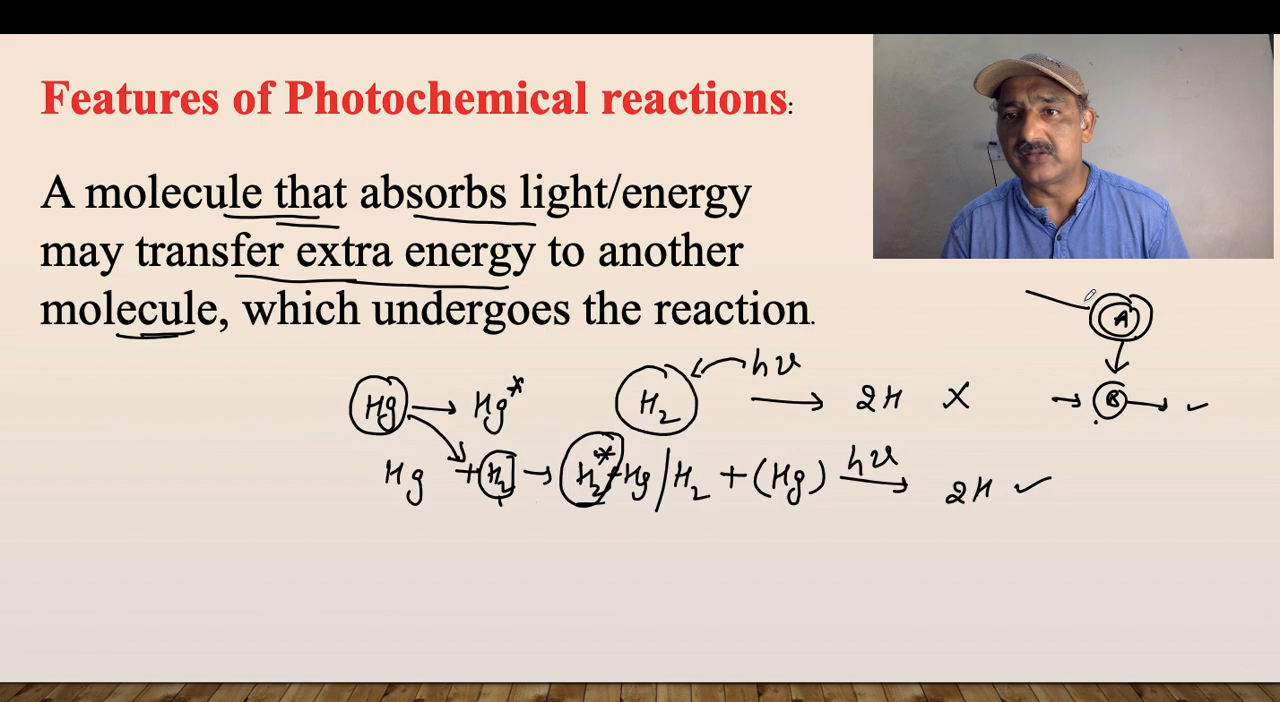 Features of Photochemical reactions:
A molecule that absorbs light/energy
may transfer extra energy to another
molecule, which undergoes the reaction.
A
Hg → Hg* H₂ hν → 2H X
→ B → ✓
Hg + H₂ → H₂* + Hg / H₂ + (Hg) hν → 2H ✓